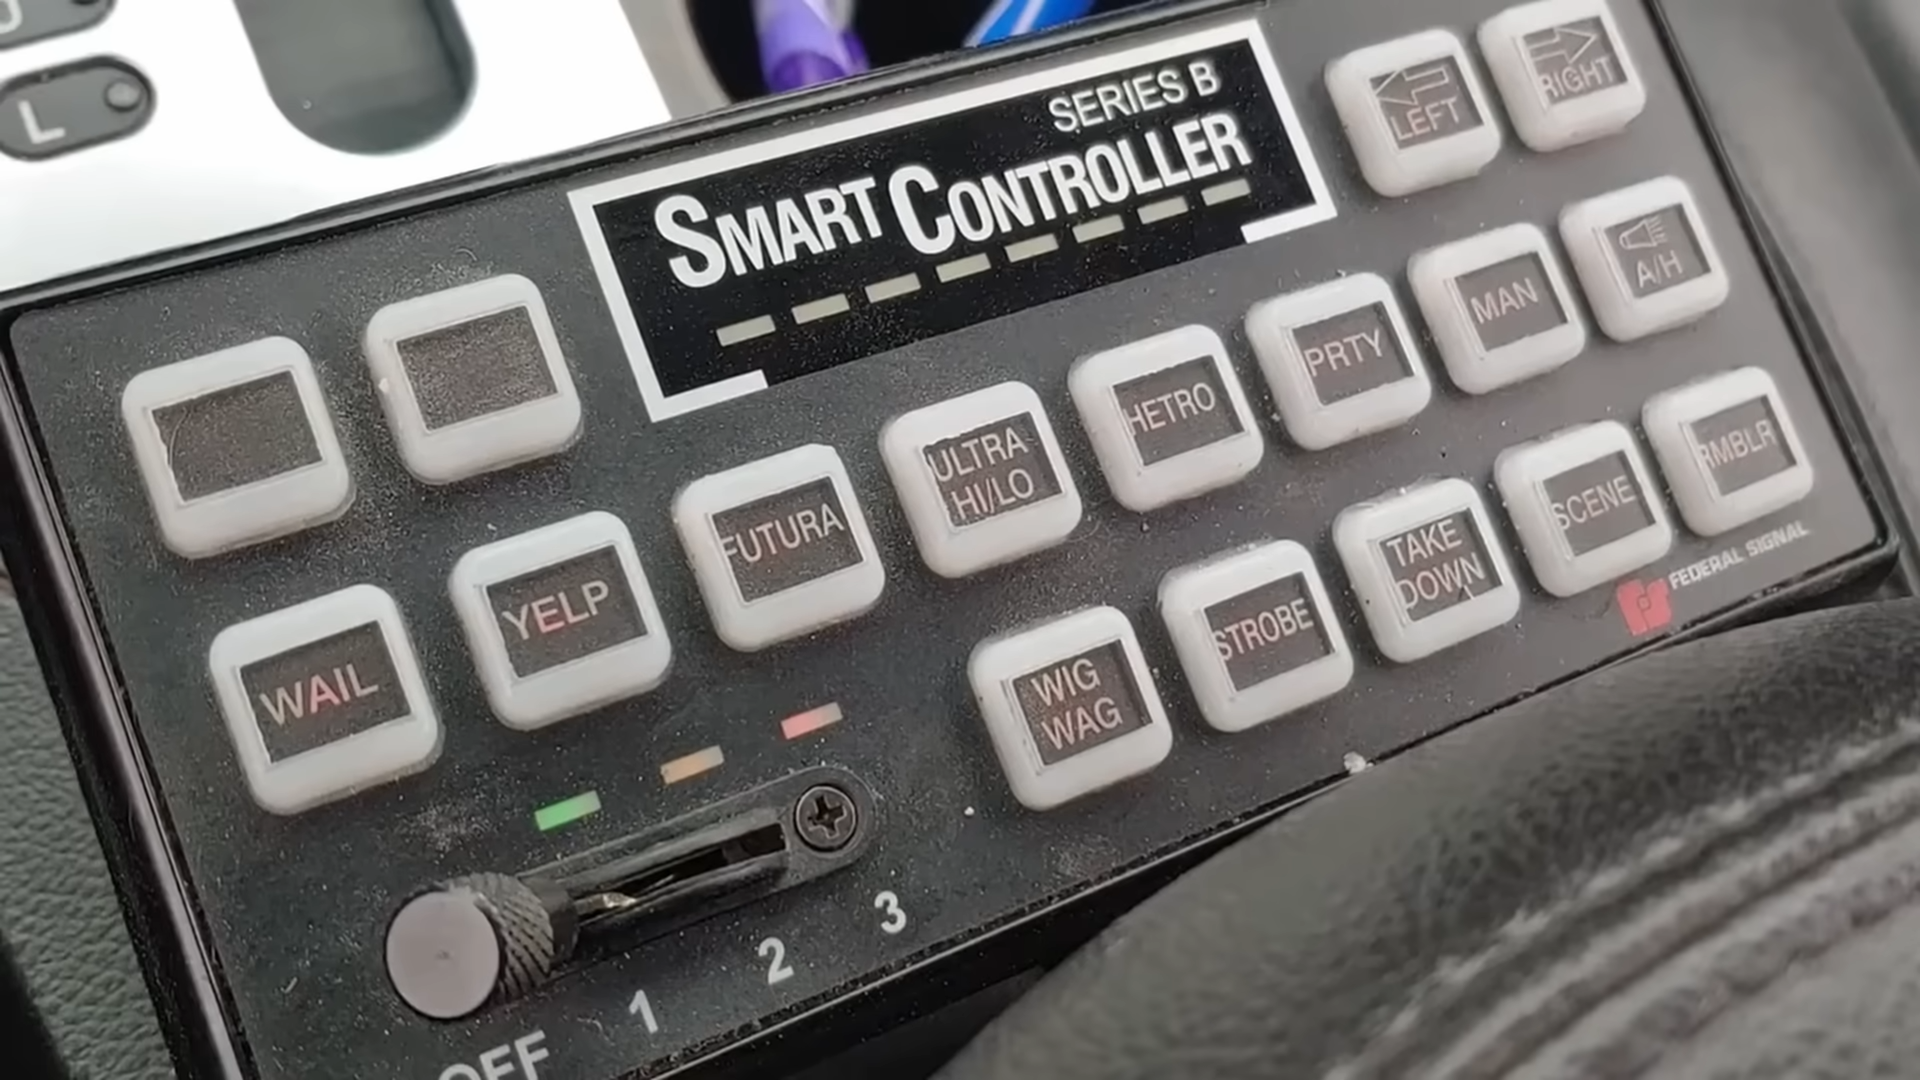 L
SERIES B
SMART CONTROLLER
LEFT
RIGHT
WAIL
YELP
FUTURA
ULTRA
HI/LO
HETRO
PRTY
MAN
A/H
WIG
WAG
STROBE
TAKE
DOWN
SCENE
RMBLR
FEDERAL SIGNAL
OFF 1 2 3